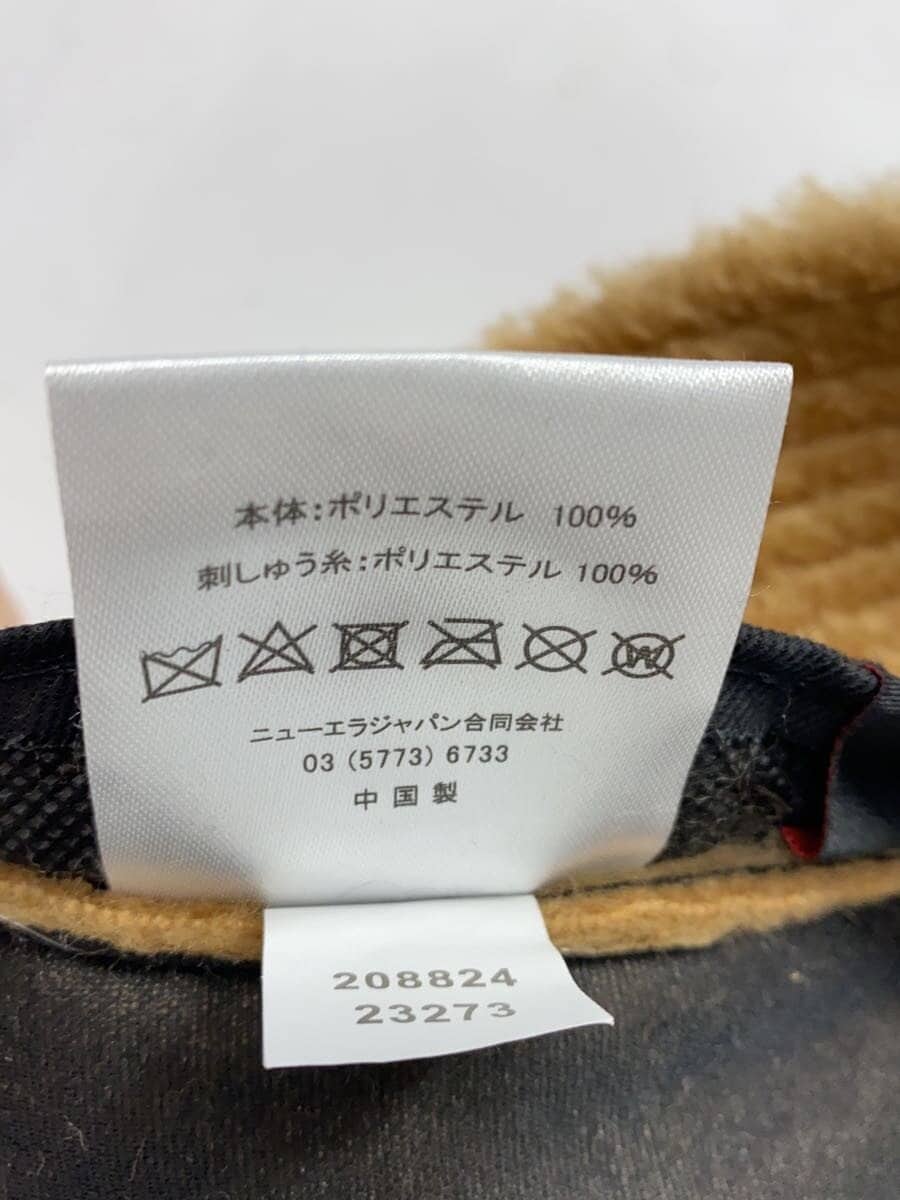 本体:ポリエステル 100%
刺しゅう糸:ポリエステル 100%
W
ニューエラジャパン合同会社
03 (5773) 6733
中国製
208824
23273